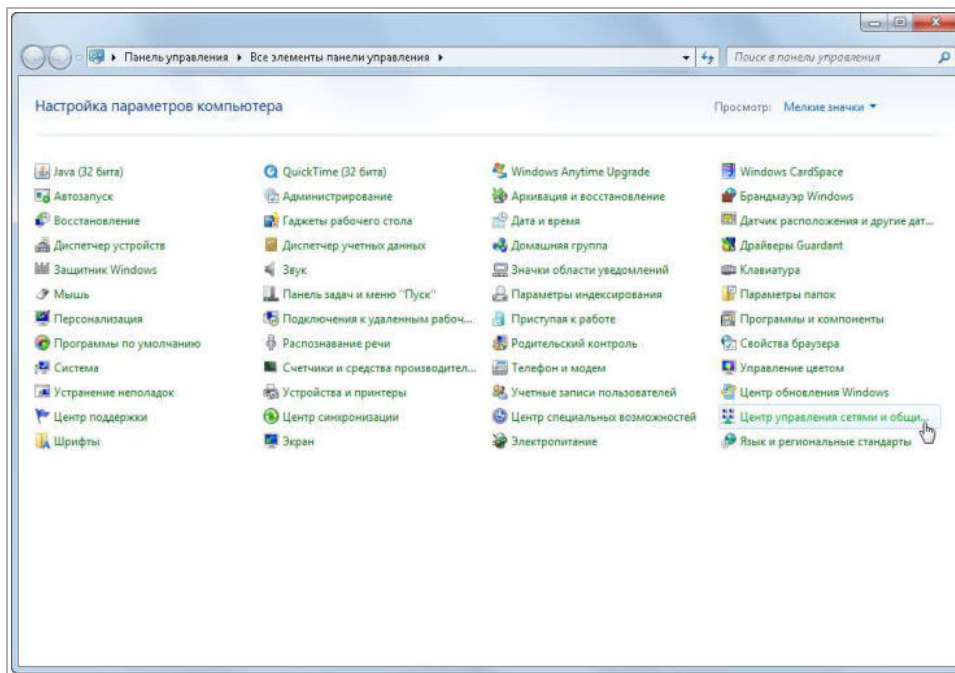 Панель управления ▸ Все элементы панели управления ▸
Поиск в панели управления
Настройка параметров компьютера
Просмотр: Мелкие значки
Java (32 бита) QuickTime (32 бита) Windows Anytime Upgrade Windows CardSpace
Автозапуск Администрирование Архивация и восстановление Брандмауэр Windows
Восстановление Гаджеты рабочего стола Дата и время Датчик расположения и другие дат...
Диспетчер устройств Диспетчер учетных данных Домашняя группа Драйверы Guardant
Защитник Windows Звук Значки области уведомлений Клавиатура
Мышь Панель задач и меню "Пуск" Параметры индексирования Параметры папок
Персонализация Подключения к удаленным рабоч... Приступая к работе Программы и компоненты
Программы по умолчанию Распознавание речи Родительский контроль Свойства браузера
Система Счетчики и средства производител... Телефон и модем Управление цветом
Устранение неполадок Устройства и принтеры Учетные записи пользователей Центр обновления Windows
Центр поддержки Центр синхронизации Центр специальных возможностей Центр управления сетями и общи...
Шрифты Экран Электропитание Язык и региональные стандарты